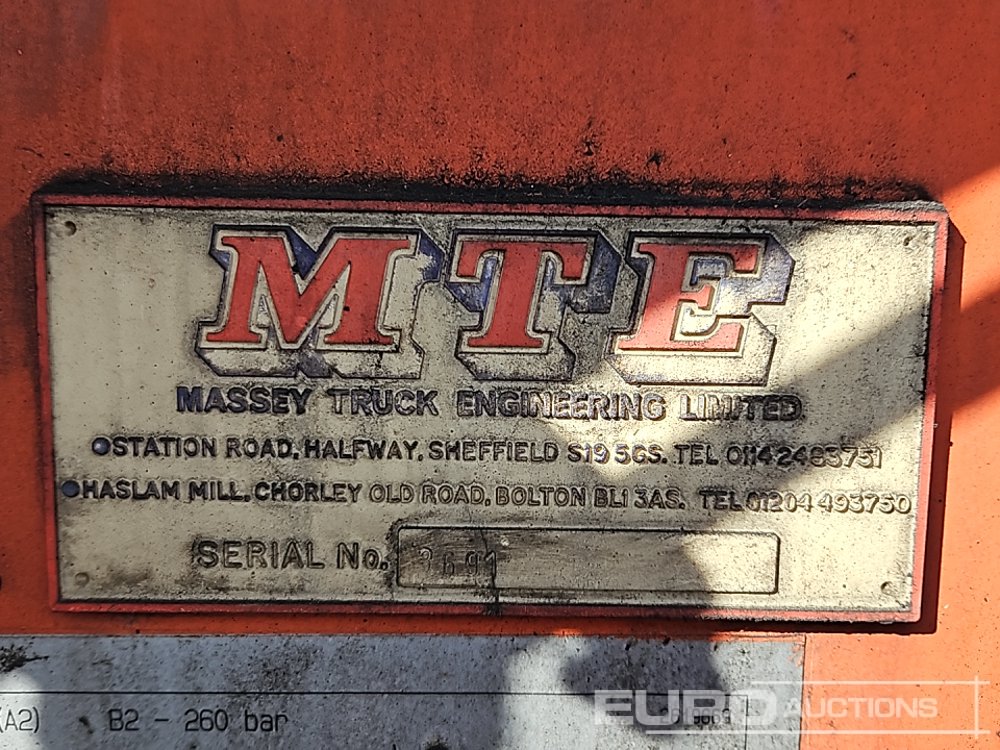 MTE
MASSEY TRUCK ENGINEERING LIMITED
STATION ROAD, HALFWAY, SHEFFIELD S19 5GS. TEL 0114 2483751
HASLAM MILL, CHORLEY OLD ROAD, BOLTON BL1 3AS. TEL 01204 493750
SERIAL No.
(A2) B2 - 260 bar
EURO AUCTIONS